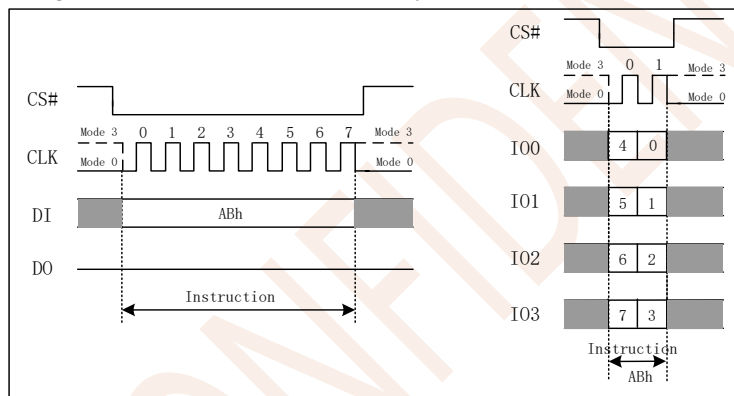 CS#
Mode 3 0 1 2 3 4 5 6 7 Mode 3
CLK
Mode 0 Mode 0
DI ABh
DO
Instruction
CS#
Mode 3 0 1 Mode 3
CLK
Mode 0 Mode 0
IO0 4 0
IO1 5 1
IO2 6 2
IO3 7 3
Instruction
ABh